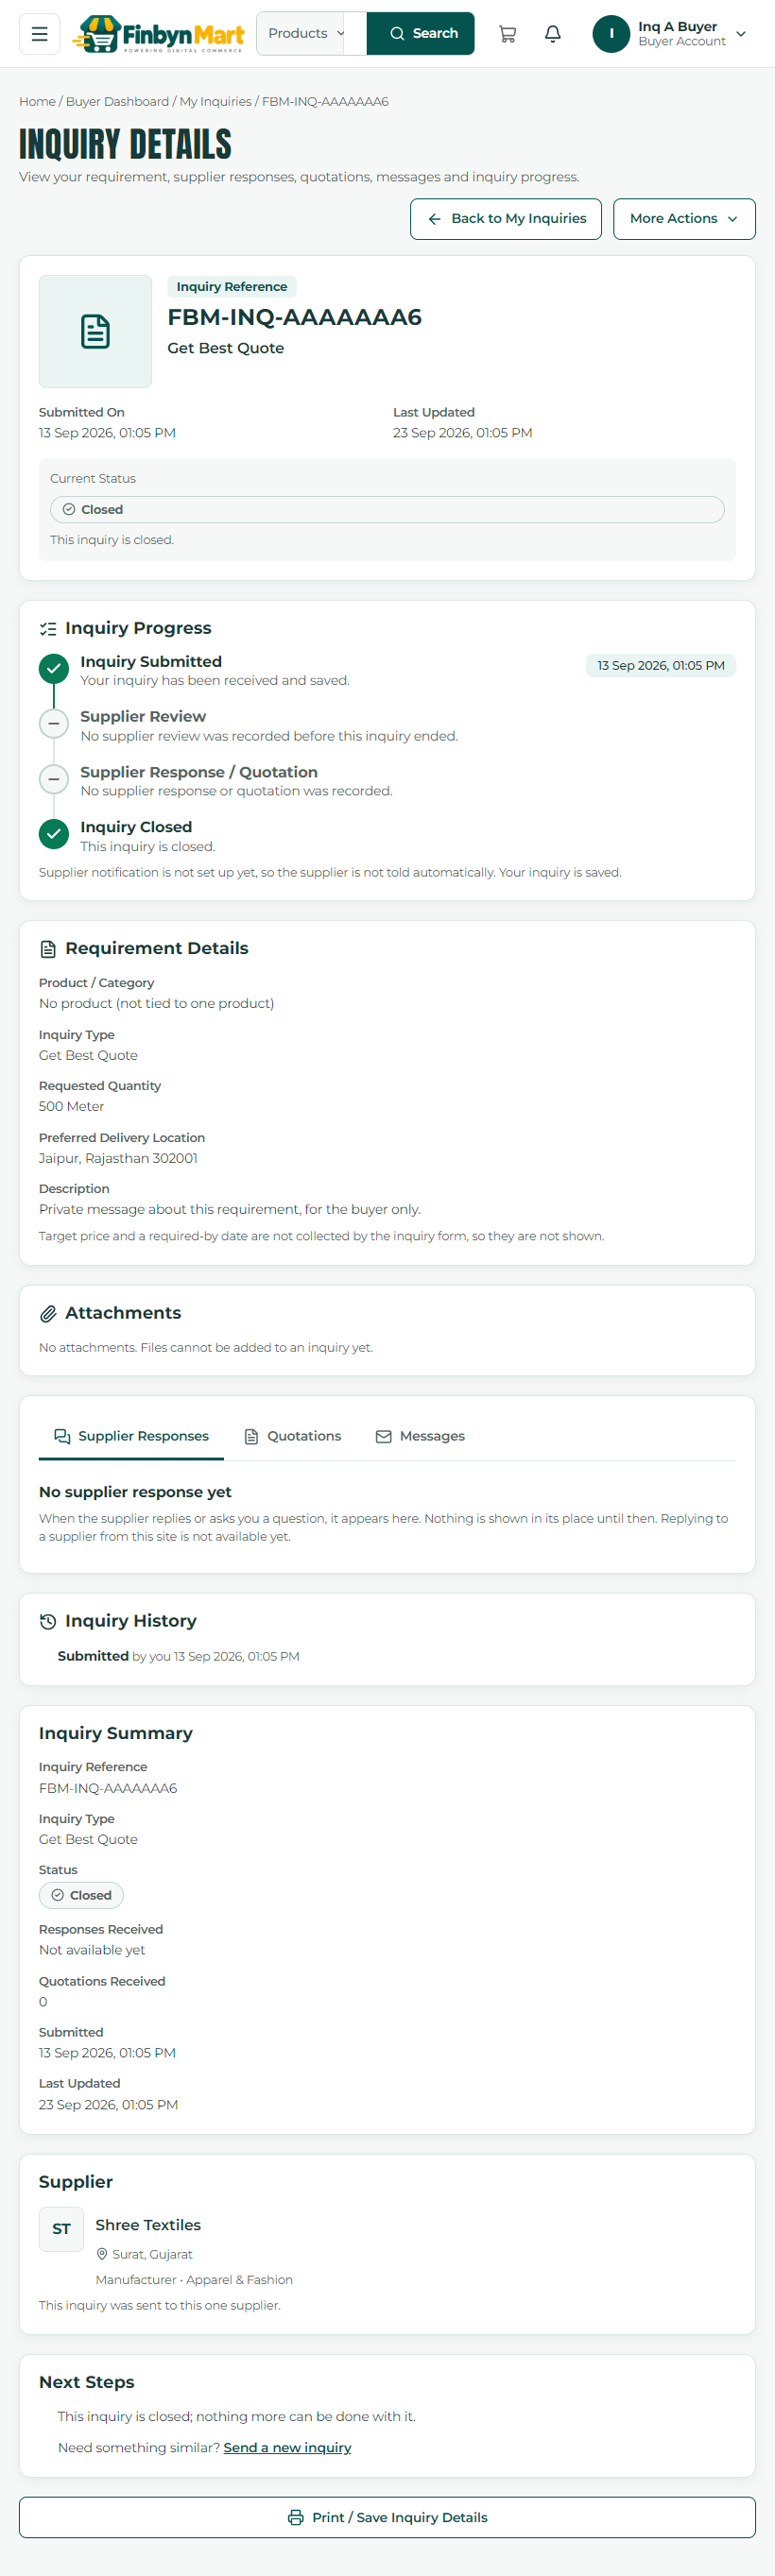 FinbynMart
POWERING DIGITAL COMMERCE
Products
Search
I
Inq A Buyer
Buyer Account
Home / Buyer Dashboard / My Inquiries / FBM-INQ-AAAAAAA6
INQUIRY DETAILS
View your requirement, supplier responses, quotations, messages and inquiry progress.
Back to My Inquiries
More Actions
Inquiry Reference
FBM-INQ-AAAAAAA6
Get Best Quote
Submitted On
13 Sep 2026, 01:05 PM
Last Updated
23 Sep 2026, 01:05 PM
Current Status
Closed
This inquiry is closed.
Inquiry Progress
Inquiry Submitted
13 Sep 2026, 01:05 PM
Your inquiry has been received and saved.
Supplier Review
No supplier review was recorded before this inquiry ended.
Supplier Response / Quotation
No supplier response or quotation was recorded.
Inquiry Closed
This inquiry is closed.
Supplier notification is not set up yet, so the supplier is not told automatically. Your inquiry is saved.
Requirement Details
Product / Category
No product (not tied to one product)
Inquiry Type
Get Best Quote
Requested Quantity
500 Meter
Preferred Delivery Location
Jaipur, Rajasthan 302001
Description
Private message about this requirement, for the buyer only.
Target price and a required-by date are not collected by the inquiry form, so they are not shown.
Attachments
No attachments. Files cannot be added to an inquiry yet.
Supplier Responses
Quotations
Messages
No supplier response yet
When the supplier replies or asks you a question, it appears here. Nothing is shown in its place until then. Replying to
a supplier from this site is not available yet.
Inquiry History
Submitted by you 13 Sep 2026, 01:05 PM
Inquiry Summary
Inquiry Reference
FBM-INQ-AAAAAAA6
Inquiry Type
Get Best Quote
Status
Closed
Responses Received
Not available yet
Quotations Received
0
Submitted
13 Sep 2026, 01:05 PM
Last Updated
23 Sep 2026, 01:05 PM
Supplier
ST
Shree Textiles
Surat, Gujarat
Manufacturer • Apparel & Fashion
This inquiry was sent to this one supplier.
Next Steps
This inquiry is closed; nothing more can be done with it.
Need something similar? Send a new inquiry
Print / Save Inquiry Details